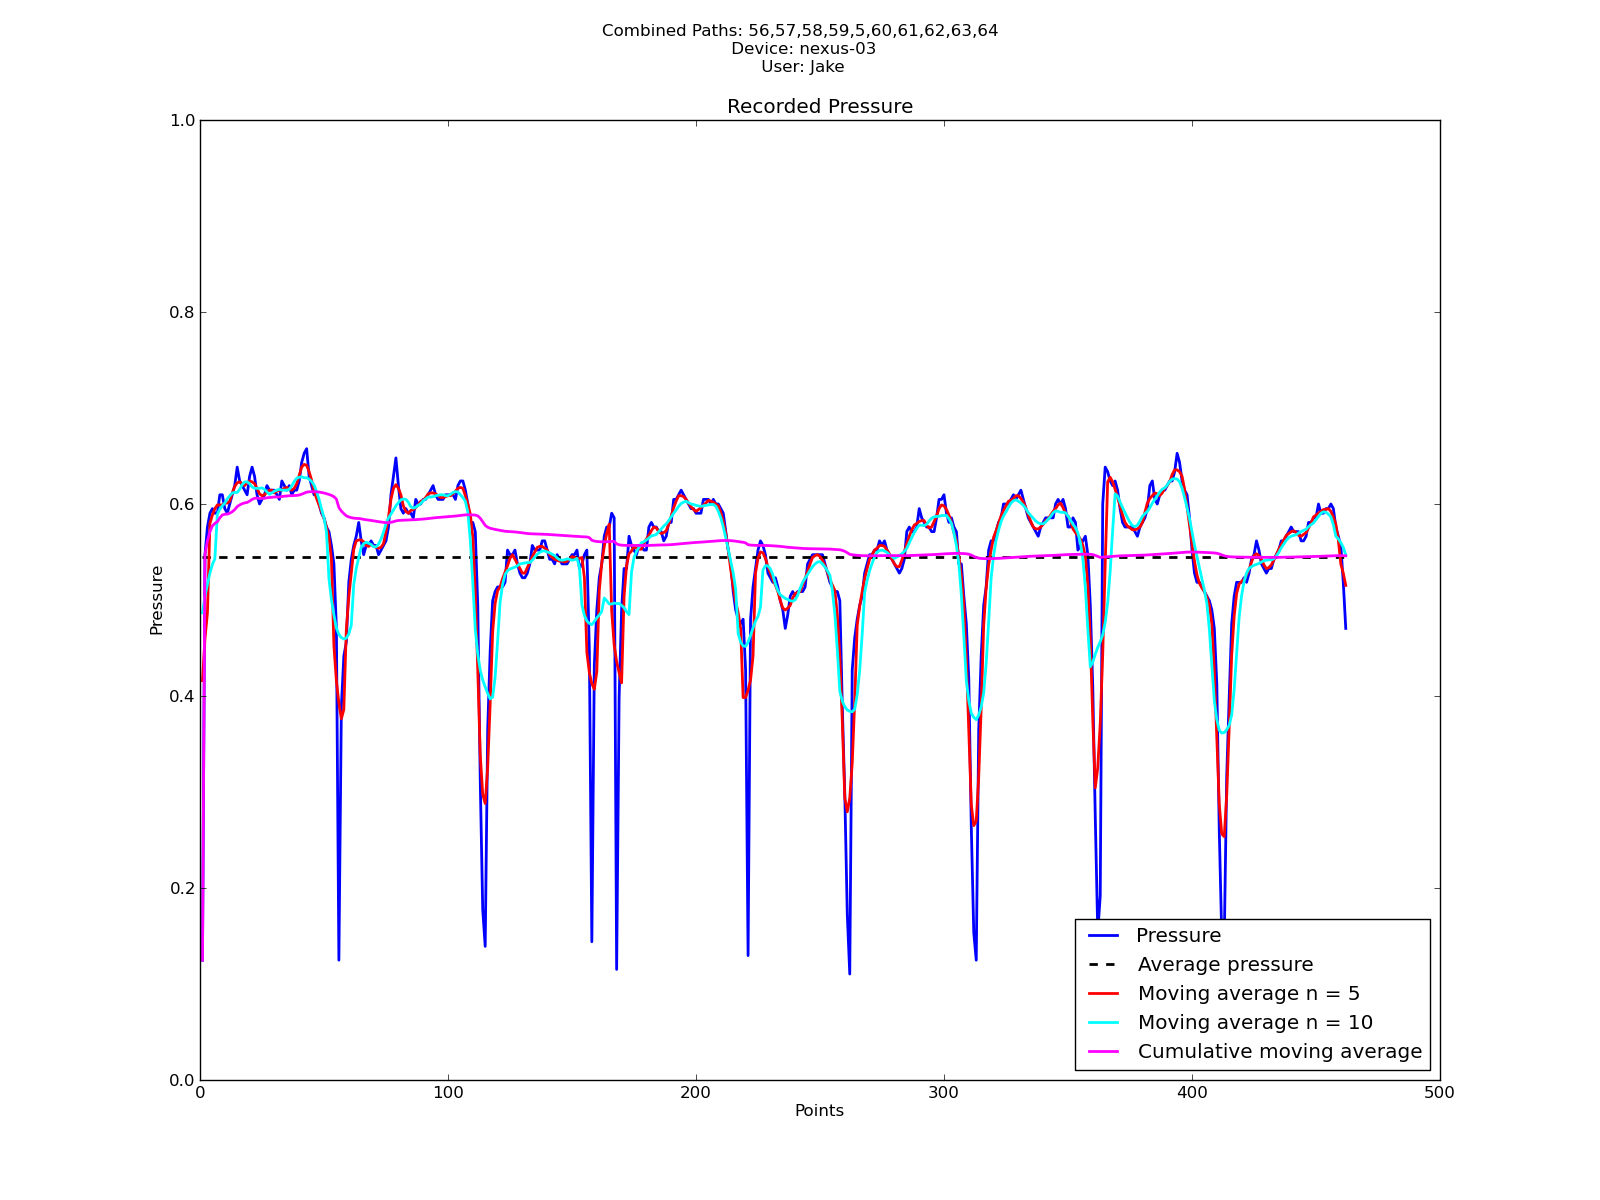 Combined Paths: 56,57,58,59,5,60,61,62,63,64
Device: nexus-03
User: Jake
Recorded Pressure
1.0
0.8
0.6
0.4
0.2
0.0
Pressure
Pressure
Average pressure
Moving average n = 5
Moving average n = 10
Cumulative moving average
0 100 200 300 400 500
Points